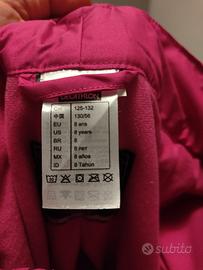 DECATHLON
CM 125-132
中国 130/56
EU 8 ans
US 8 years
BR 8
RU 8 лет
MX 8 años
ID 8 Tahun
subito